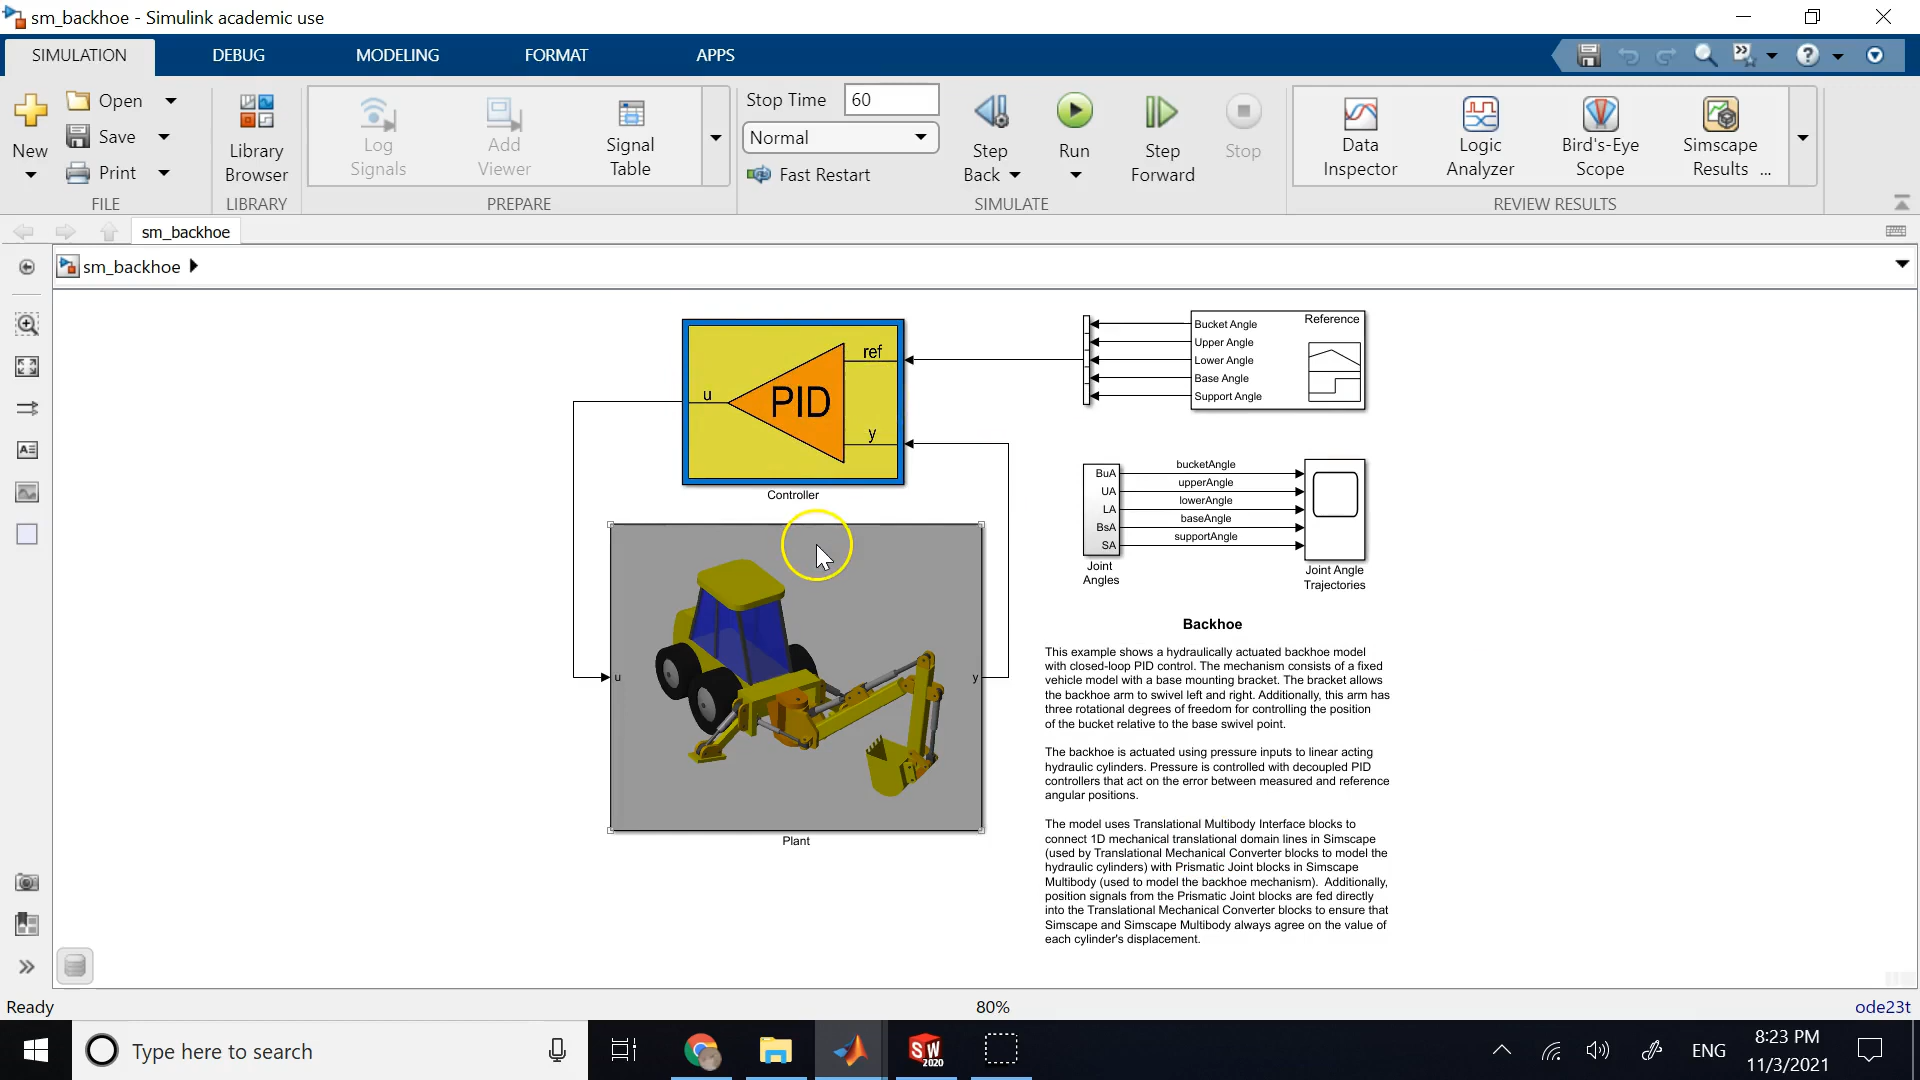 sm_backhoe - Simulink academic use
SIMULATION
DEBUG
MODELING
FORMAT
APPS
New
Open
Save
Print
FILE
Library
Browser
LIBRARY
Log
Signals
Add
Viewer
Signal
Table
PREPARE
Stop Time
60
Normal
Fast Restart
Step
Back
Run
Step
Forward
Stop
SIMULATE
Data
Inspector
Logic
Analyzer
Bird's-Eye
Scope
Simscape
Results ...
REVIEW RESULTS
sm_backhoe
sm_backhoe
ref
u
PID
y
Controller
Bucket Angle
Upper Angle
Lower Angle
Base Angle
Support Angle
Reference
BuA
UA
LA
BsA
SA
Joint
Angles
bucketAngle
upperAngle
lowerAngle
baseAngle
supportAngle
Joint Angle
Trajectories
u
y
Plant
Backhoe
This example shows a hydraulically actuated backhoe model
with closed-loop PID control. The mechanism consists of a fixed
vehicle model with a base mounting bracket. The bracket allows
the backhoe arm to swivel left and right. Additionally, this arm has
three rotational degrees of freedom for controlling the position
of the bucket relative to the base swivel point.
The backhoe is actuated using pressure inputs to linear acting
hydraulic cylinders. Pressure is controlled with decoupled PID
controllers that act on the error between measured and reference
angular positions.
The model uses Translational Multibody Interface blocks to
connect 1D mechanical translational domain lines in Simscape
(used by Translational Mechanical Converter blocks to model the
hydraulic cylinders) with Prismatic Joint blocks in Simscape
Multibody (used to model the backhoe mechanism). Additionally,
position signals from the Prismatic Joint blocks are fed directly
into the Translational Mechanical Converter blocks to ensure that
Simscape and Simscape Multibody always agree on the value of
each cylinder's displacement.
Ready
80%
ode23t
Type here to search
SW
2020
ENG
8:23 PM
11/3/2021